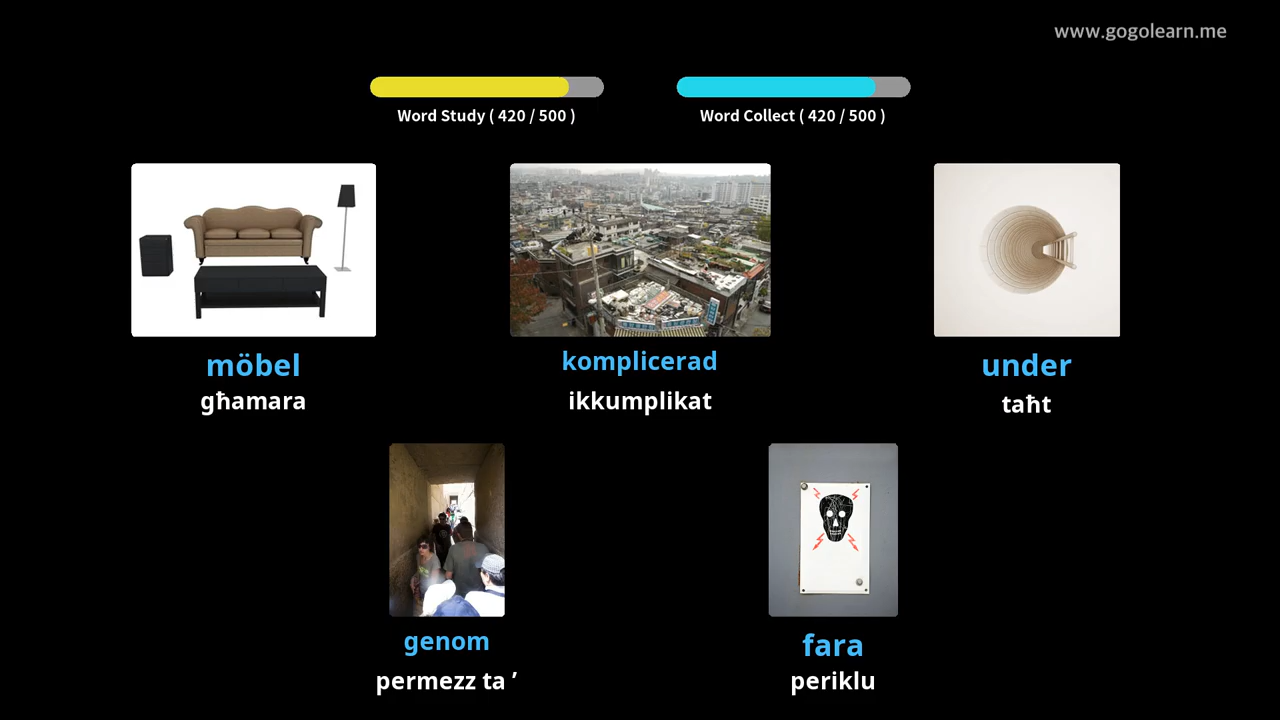 www.gogolearn.me
Word Study ( 420 / 500 )
Word Collect ( 420 / 500 )
möbel
għamara
komplicerad
ikkumplikat
under
taħt
genom
permezz ta ’
fara
periklu